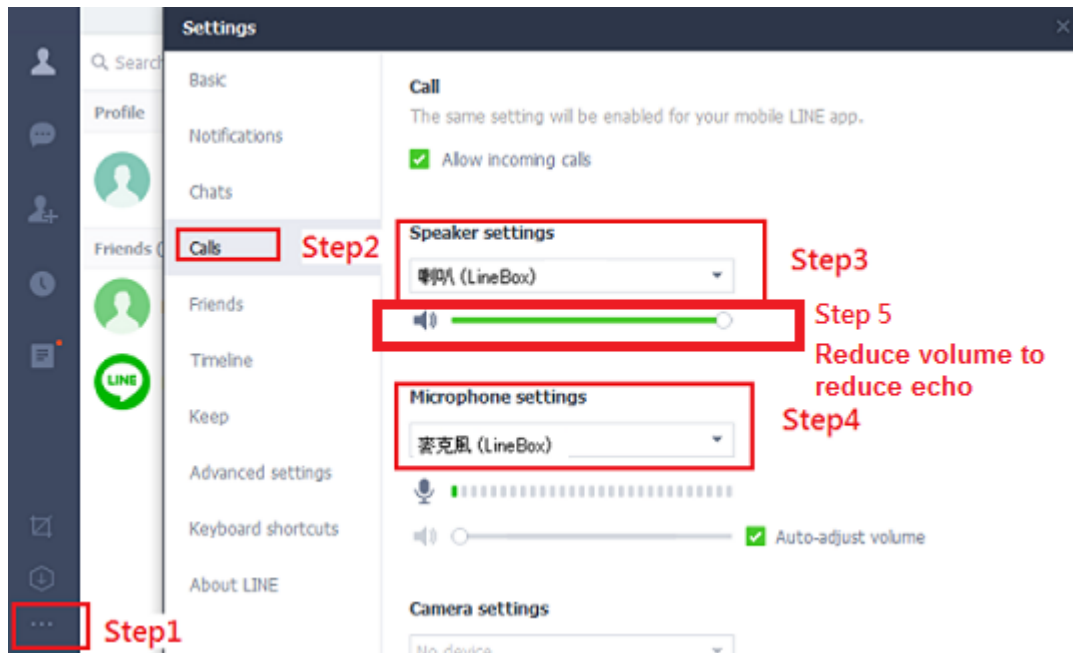 Settings
Search
Profile
Friends (
LINE
Step1
Basic
Notifications
Chats
Calls
Step2
Friends
Timeline
Keep
Advanced settings
Keyboard shortcuts
About LINE
Call
The same setting will be enabled for your mobile LINE app.
Allow incoming calls
Speaker settings
喇叭 (LineBox)
Step3
Step 5
Reduce volume to
reduce echo
Microphone settings
麥克風 (LineBox)
Step4
Auto-adjust volume
Camera settings
No device